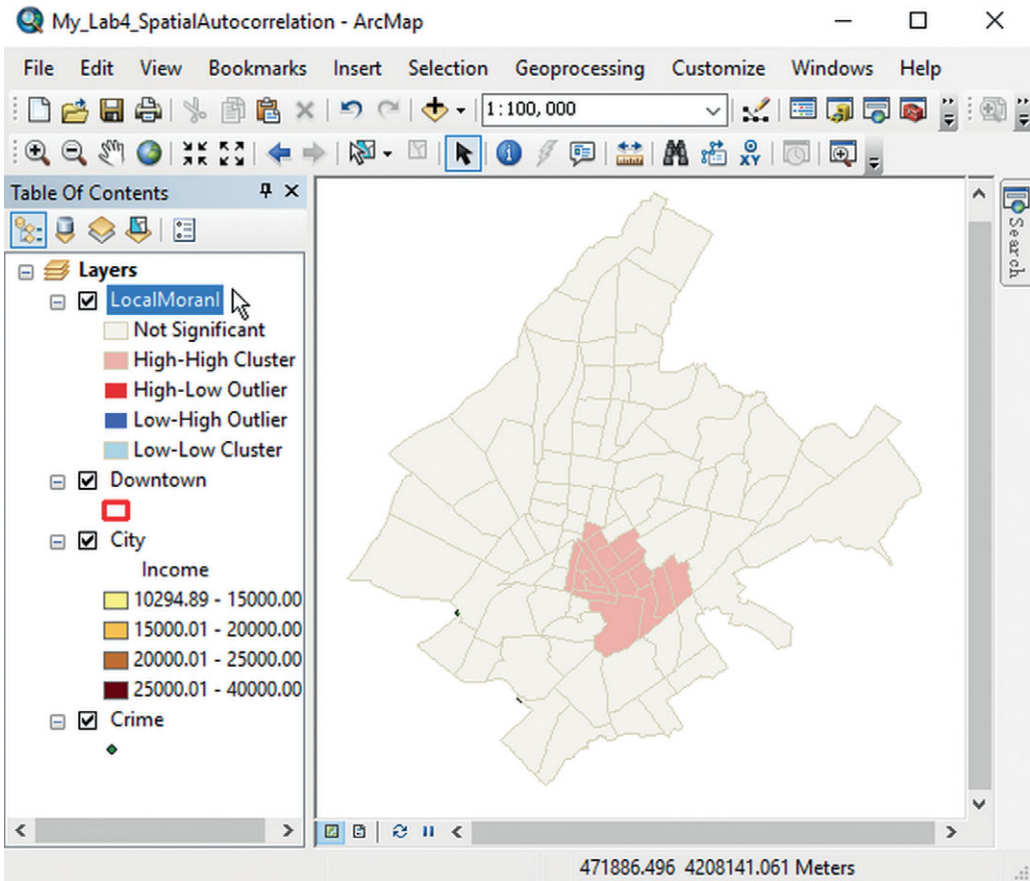 My_Lab4_SpatialAutocorrelation - ArcMap
File Edit View Bookmarks Insert Selection Geoprocessing Customize Windows Help
1:100,000
XY
Table Of Contents
Search
Layers
LocalMoranI
Not Significant
High-High Cluster
High-Low Outlier
Low-High Outlier
Low-Low Cluster
Downtown
City
Income
10294.89 - 15000.00
15000.01 - 20000.00
20000.01 - 25000.00
25000.01 - 40000.00
Crime
471886.496 4208141.061 Meters